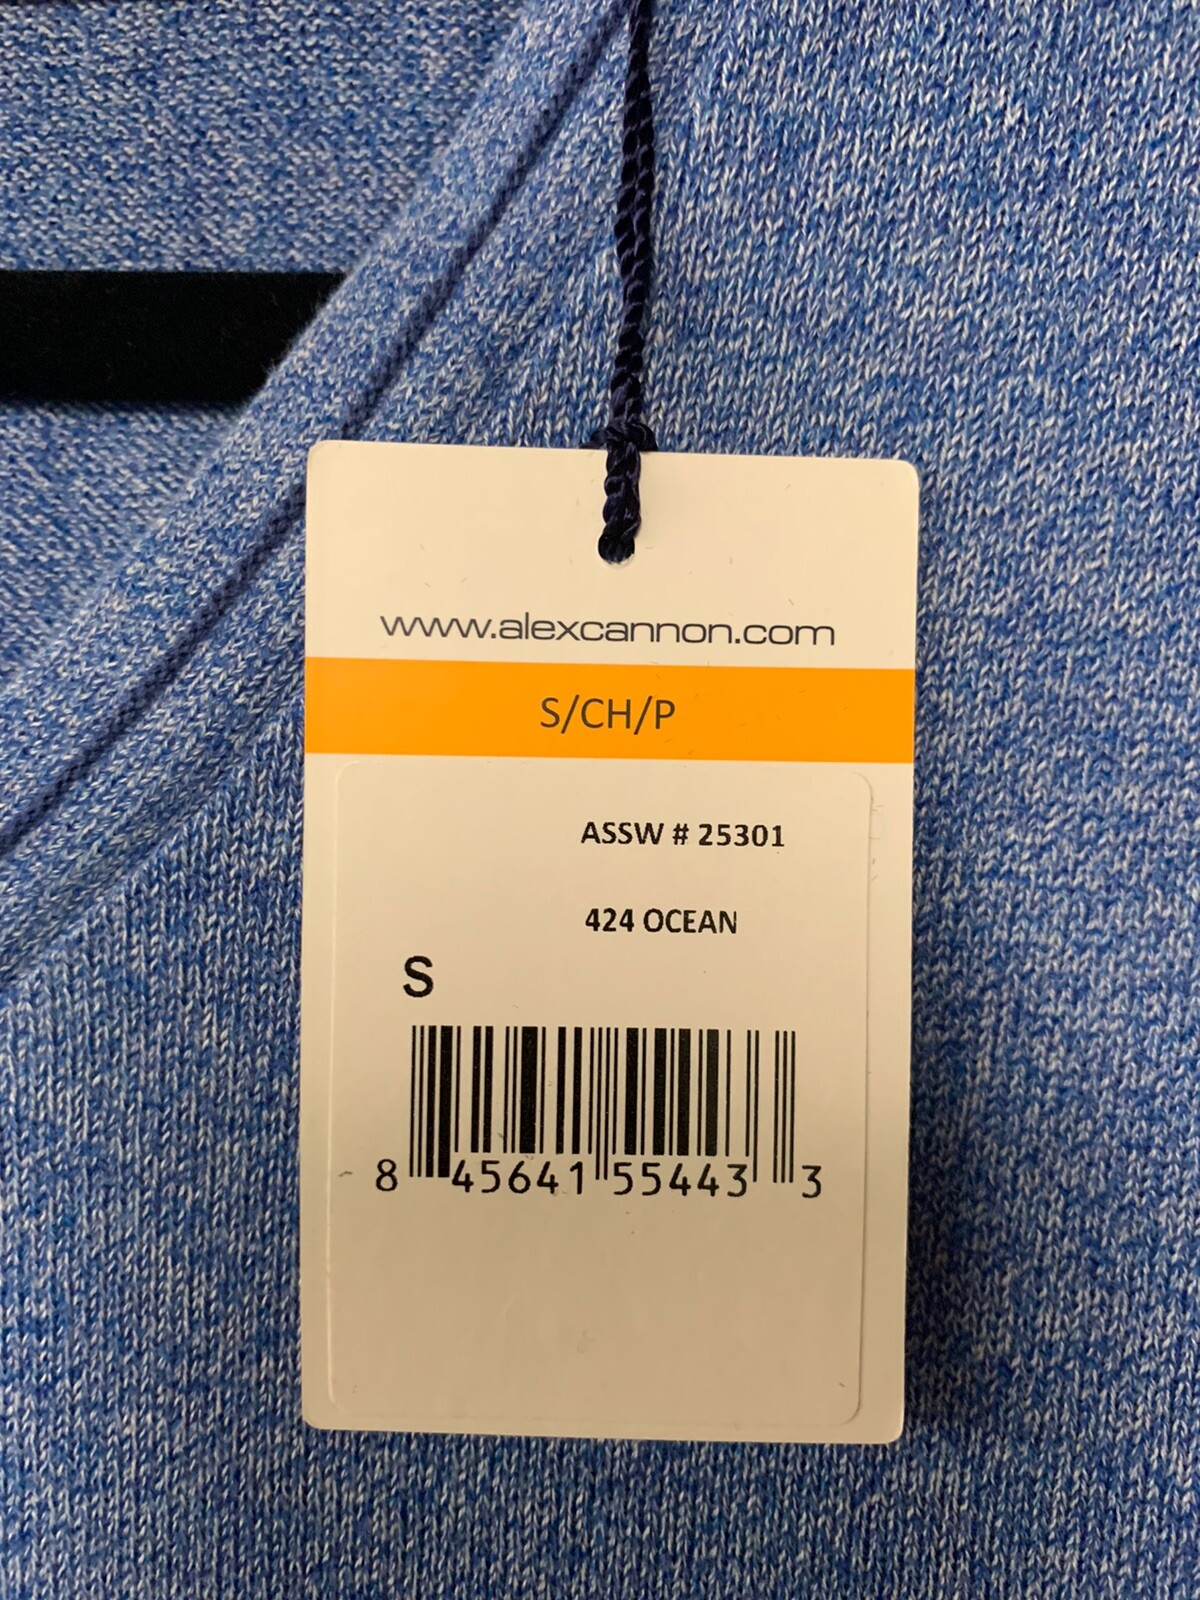 www.alexcannon.com
S/CH/P
ASSW # 25301
424 OCEAN
S
8 45641 55443 3